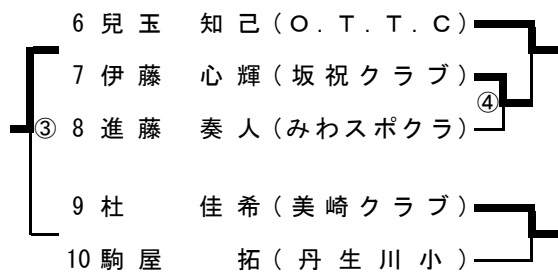 6 兒玉 知己(O.T.T.C)
7 伊藤 心輝(坂祝クラブ)
④
③ 8 進藤 奏人(みわスポクラ)
9 杜 佳希(美崎クラブ)
10 駒屋 拓(丹生川小)